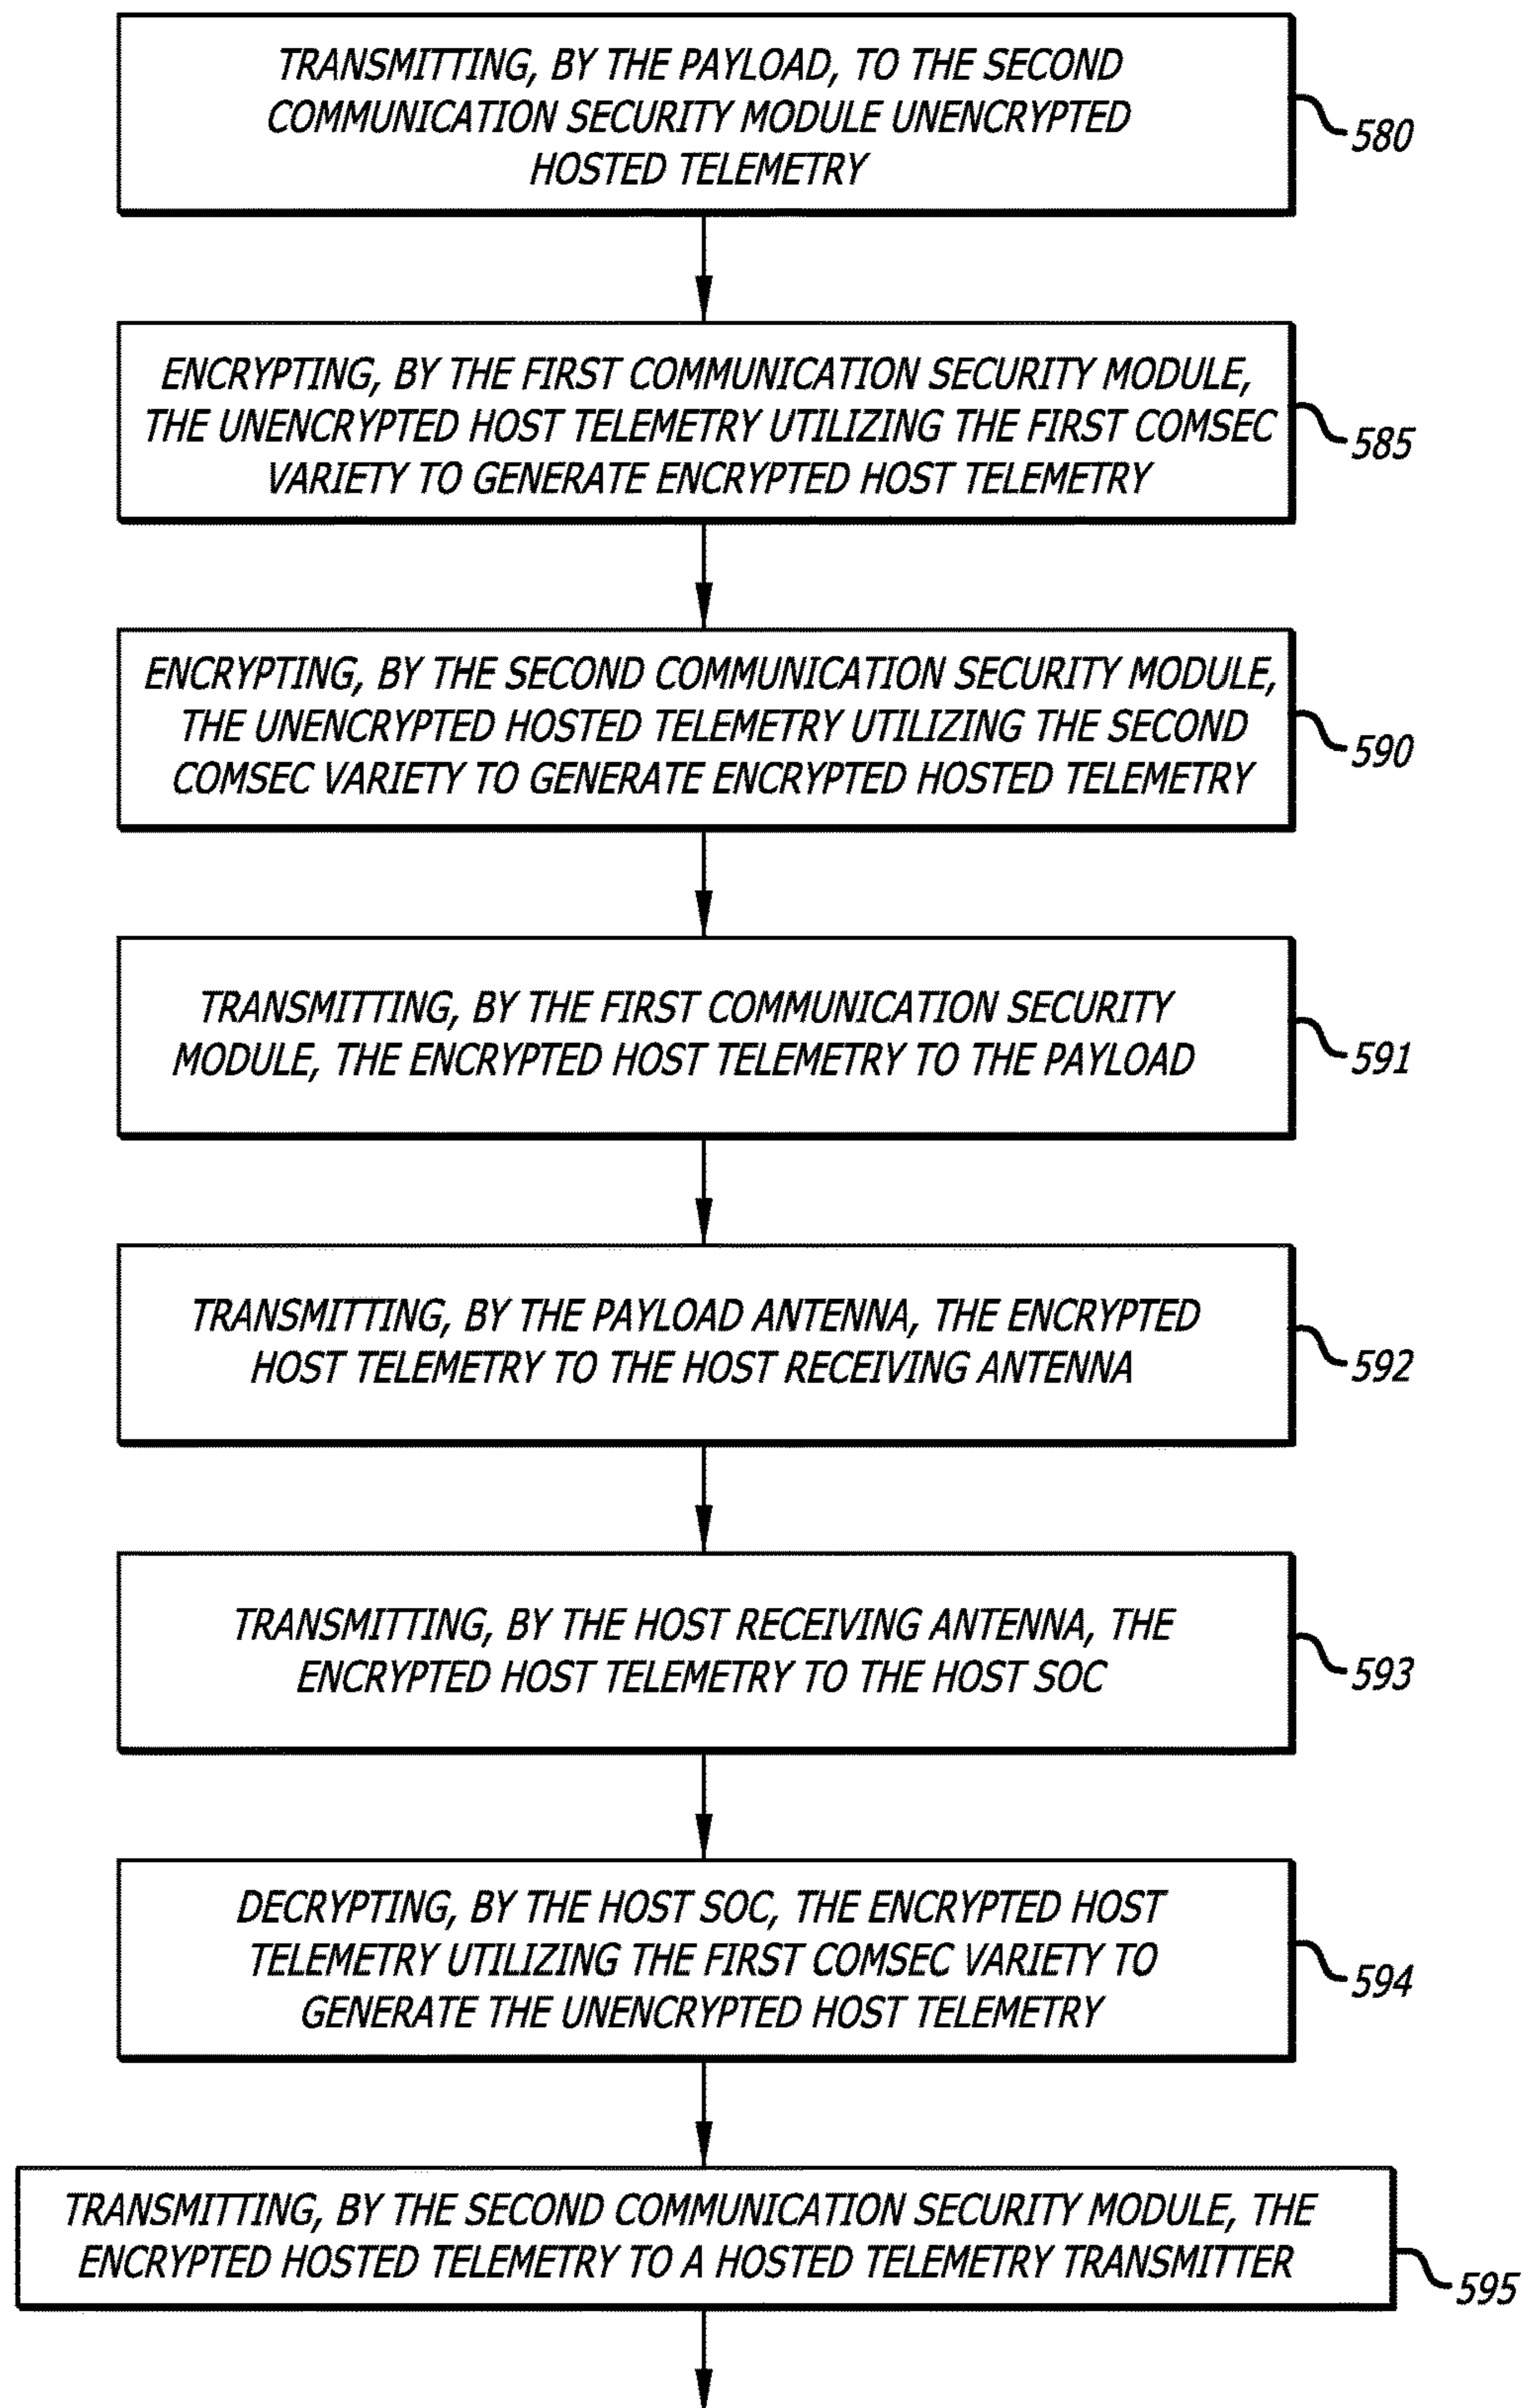 TRANSMITTING, BY THE PAYLOAD, TO THE SECOND
COMMUNICATION SECURITY MODULE UNENCRYPTED
HOSTED TELEMETRY
580
ENCRYPTING, BY THE FIRST COMMUNICATION SECURITY MODULE,
THE UNENCRYPTED HOST TELEMETRY UTILIZING THE FIRST COMSEC
VARIETY TO GENERATE ENCRYPTED HOST TELEMETRY
585
ENCRYPTING, BY THE SECOND COMMUNICATION SECURITY MODULE,
THE UNENCRYPTED HOSTED TELEMETRY UTILIZING THE SECOND
COMSEC VARIETY TO GENERATE ENCRYPTED HOSTED TELEMETRY
590
TRANSMITTING, BY THE FIRST COMMUNICATION SECURITY
MODULE, THE ENCRYPTED HOST TELEMETRY TO THE PAYLOAD
591
TRANSMITTING, BY THE PAYLOAD ANTENNA, THE ENCRYPTED
HOST TELEMETRY TO THE HOST RECEIVING ANTENNA
592
TRANSMITTING, BY THE HOST RECEIVING ANTENNA, THE
ENCRYPTED HOST TELEMETRY TO THE HOST SOC
593
DECRYPTING, BY THE HOST SOC, THE ENCRYPTED HOST
TELEMETRY UTILIZING THE FIRST COMSEC VARIETY TO
GENERATE THE UNENCRYPTED HOST TELEMETRY
594
TRANSMITTING, BY THE SECOND COMMUNICATION SECURITY MODULE, THE
ENCRYPTED HOSTED TELEMETRY TO A HOSTED TELEMETRY TRANSMITTER
595